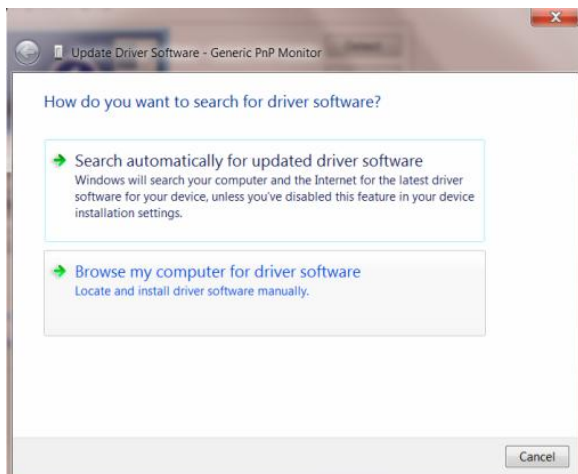 Update Driver Software - Generic PnP Monitor
How do you want to search for driver software?
Search automatically for updated driver software
Windows will search your computer and the Internet for the latest driver
software for your device, unless you've disabled this feature in your device
installation settings.
Browse my computer for driver software
Locate and install driver software manually.
Cancel